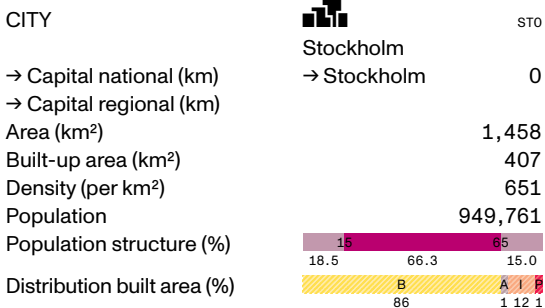 CITY STO
Stockholm
→ Capital national (km) → Stockholm 0
→ Capital regional (km)
Area (km²) 1,458
Built-up area (km²) 407
Density (per km²) 651
Population 949,761
Population structure (%) 15 65
18.5 66.3 15.0
Distribution built area (%) B A I P
86 1 12 1